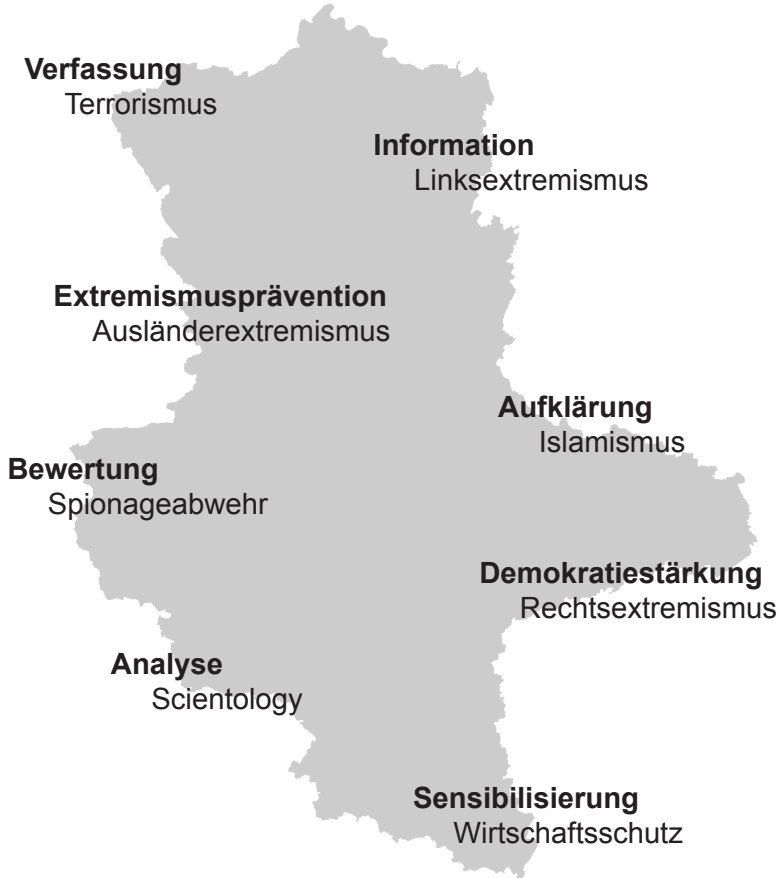 Verfassung
Terrorismus
Information
Linksextremismus
Extremismusprävention
Ausländerextremismus
Aufklärung
Islamismus
Bewertung
Spionageabwehr
Demokratiestärkung
Rechtsextremismus
Analyse
Scientology
Sensibilisierung
Wirtschaftsschutz